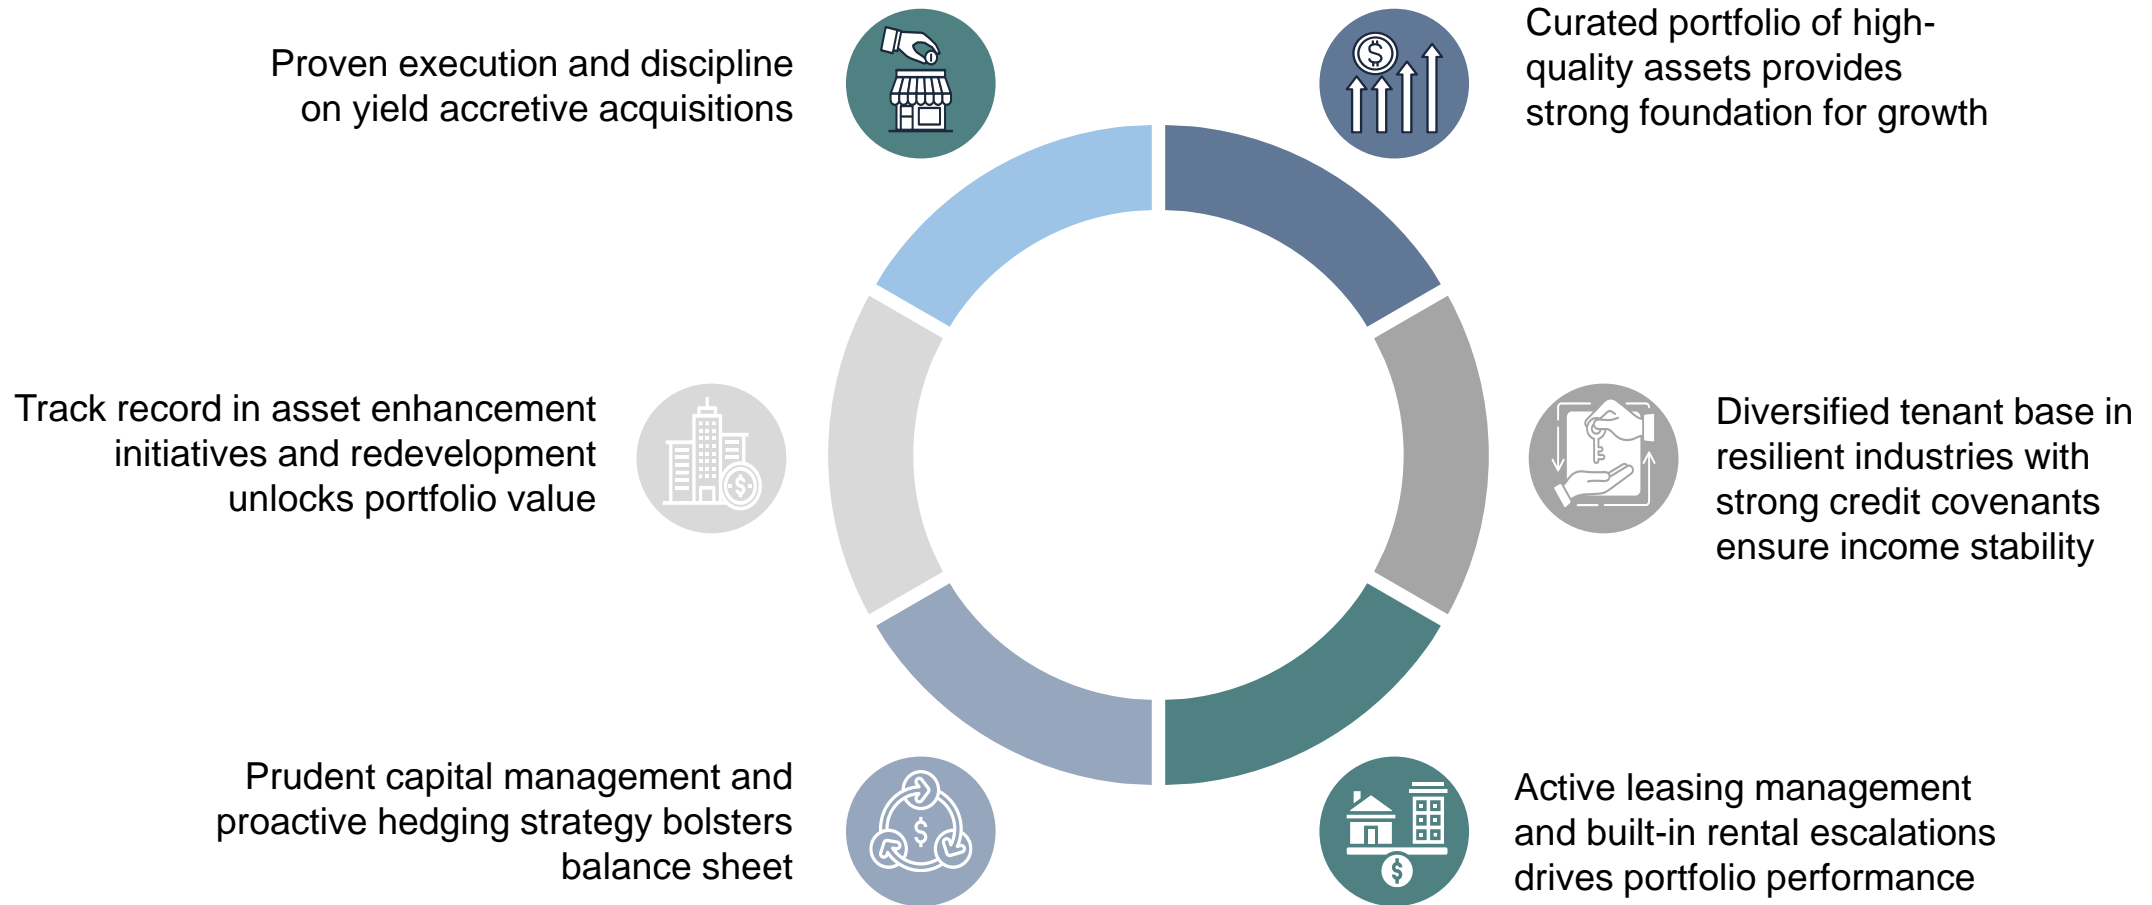 Proven execution and discipline
on yield accretive acquisitions
Curated portfolio of high-
quality assets provides
strong foundation for growth
Track record in asset enhancement
initiatives and redevelopment
unlocks portfolio value
Diversified tenant base in
resilient industries with
strong credit covenants
ensure income stability
Prudent capital management and
proactive hedging strategy bolsters
balance sheet
Active leasing management
and built-in rental escalations
drives portfolio performance